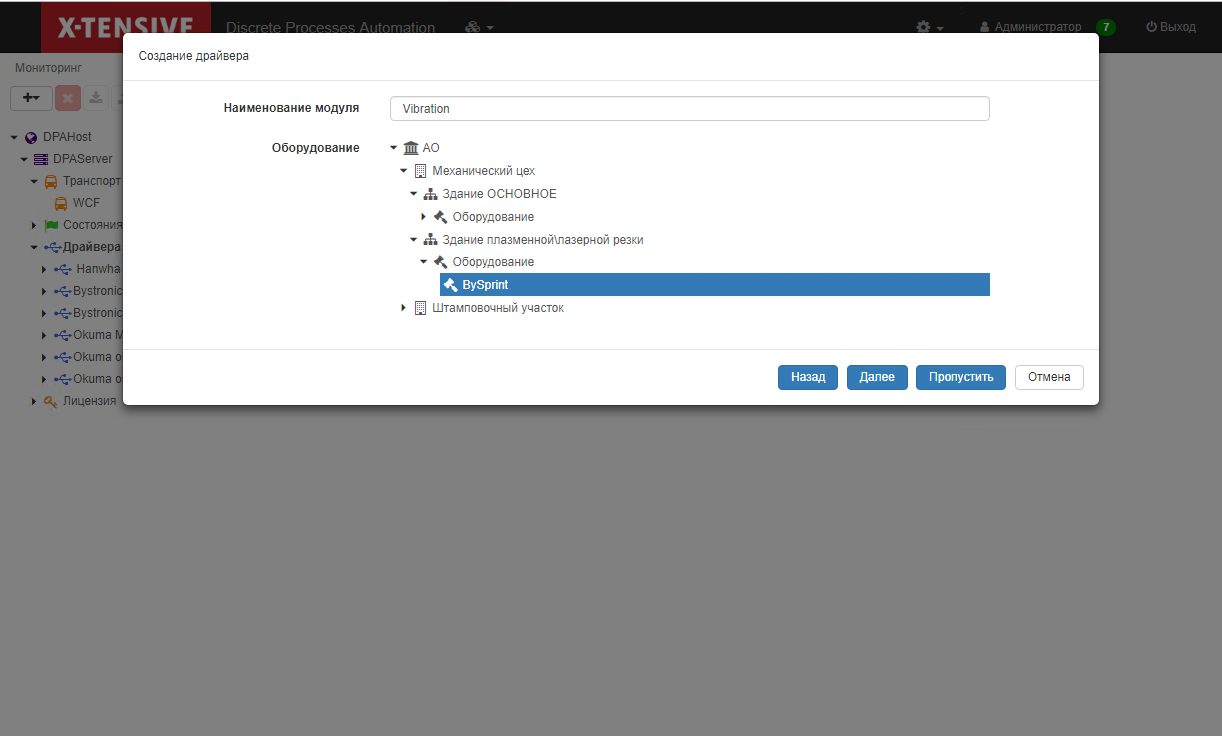 X-TENSIVE
Discrete Processes Automation
Администратор
7
Выход
Мониторинг
Создание драйвера
Наименование модуля
Vibration
Оборудование
АО
Механический цех
Здание ОСНОВНОЕ
Оборудование
Здание плазменной\лазерной резки
Оборудование
BySprint
Штамповочный участок
Назад
Далее
Пропустить
Отмена
DPAHost
DPAServer
Транспорт
WCF
Состояния
Драйвера
Hanwha
Bystronic
Bystronic
Okuma M
Okuma o
Okuma o
Лицензия